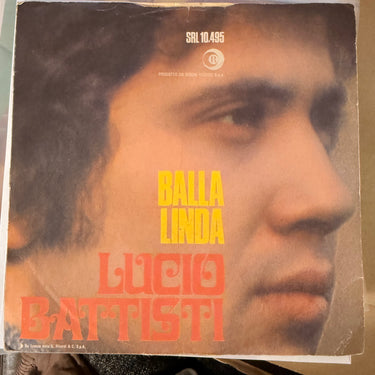 SRL 10.495
BALLA
LINDA
LUCIO
BATTISTI